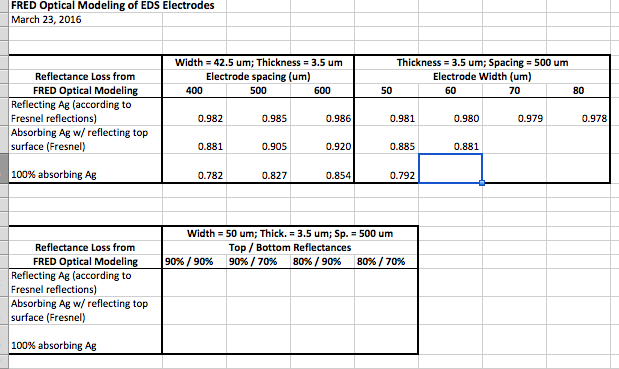 FRED Optical Modeling of EDS Electrodes
March 23, 2016
Width = 42.5 um; Thickness = 3.5 um Thickness = 3.5 um; Spacing = 500 um
Reflectance Loss from Electrode spacing (um) Electrode Width (um)
FRED Optical Modeling 400 500 600 50 60 70 80
Reflecting Ag (according to
Fresnel reflections) 0.982 0.985 0.986 0.981 0.980 0.979 0.978
Absorbing Ag w/ reflecting top
surface (Fresnel) 0.881 0.905 0.920 0.885 0.881
100% absorbing Ag 0.782 0.827 0.854 0.792
Width = 50 um; Thick. = 3.5 um; Sp. = 500 um
Reflectance Loss from Top / Bottom Reflectances
FRED Optical Modeling 90% / 90% 90% / 70% 80% / 90% 80% / 70%
Reflecting Ag (according to
Fresnel reflections)
Absorbing Ag w/ reflecting top
surface (Fresnel)
100% absorbing Ag